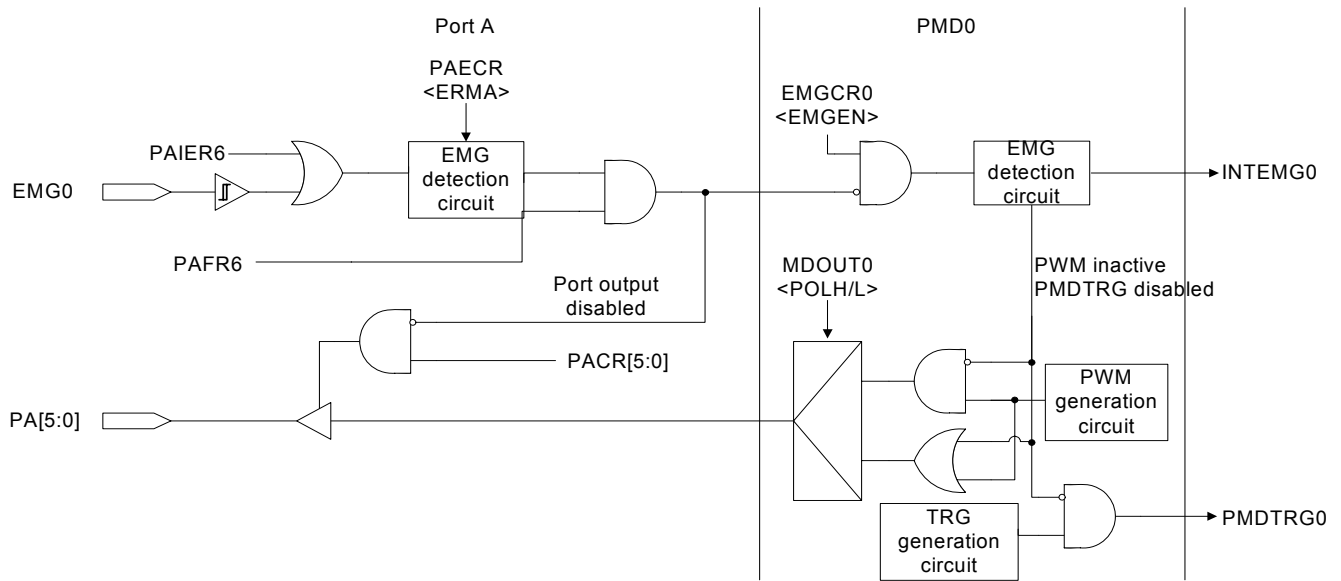 Port A
PMD0
PAECR
<ERMA>
EMGCR0
<EMGEN>
PAIER6
EMG
detection
circuit
EMG
detection
circuit
EMG0
INTEMG0
PAFR6
MDOUT0
<POLH/L>
PWM inactive
PMDTRG disabled
Port output
disabled
PACR[5:0]
PWM
generation
circuit
PA[5:0]
TRG
generation
circuit
PMDTRG0